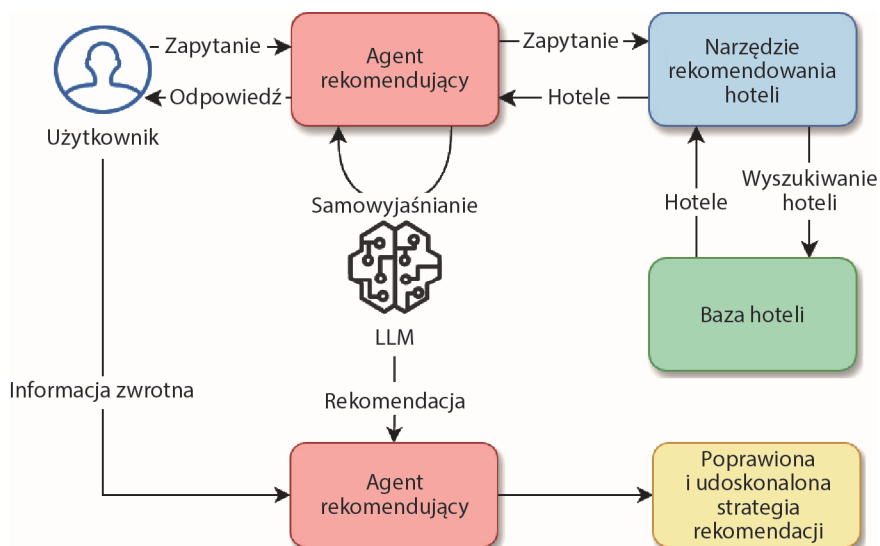 Zapytanie
Agent
rekomendujący
Zapytanie
Narzędzie
rekomendowania
hoteli
Odpowiedź
Hotele
Użytkownik
Samowyjaśnianie
Hotele
Wyszukiwanie
hoteli
LLM
Baza hoteli
Informacja zwrotna
Rekomendacja
Agent
rekomendujący
Poprawiona
i udoskonalona
strategia
rekomendacji